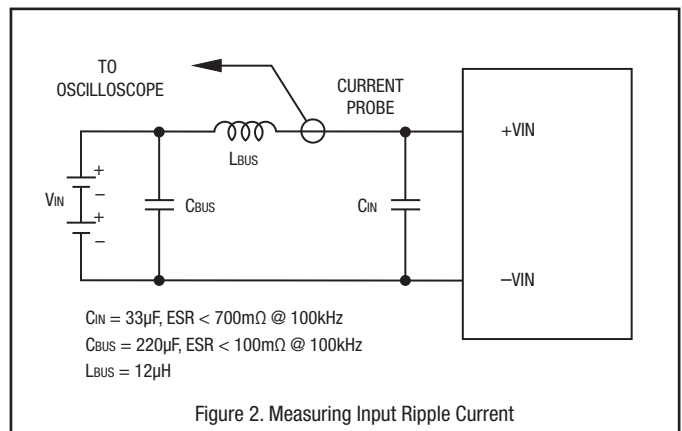 TO
OSCILLOSCOPE
CURRENT
PROBE
+VIN
LBUS
VIN
+
–
+
–
CBUS
CIN
–VIN
CIN = 33µF, ESR < 700mΩ @ 100kHz
CBUS = 220µF, ESR < 100mΩ @ 100kHz
LBUS = 12µH
Figure 2. Measuring Input Ripple Current